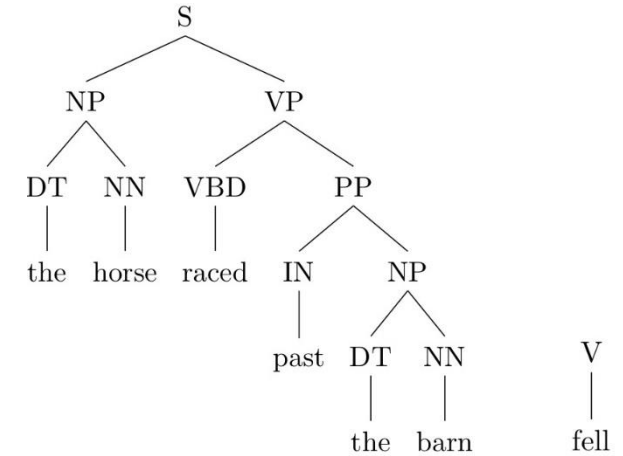 S
NP VP
DT NN VBD PP
the horse raced IN NP
past DT NN V
the barn fell